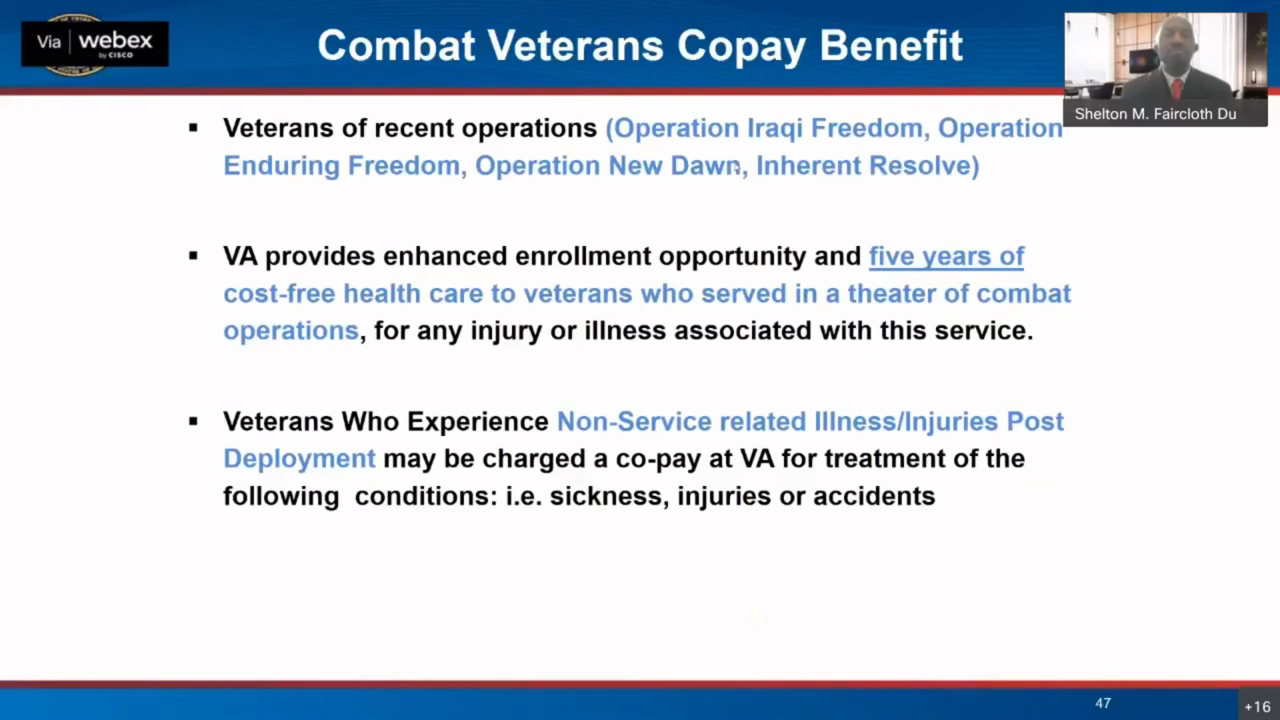 Via webex
by CISCO
Combat Veterans Copay Benefit
Shelton M. Faircloth Du
▪ Veterans of recent operations (Operation Iraqi Freedom, Operation
Enduring Freedom, Operation New Dawn, Inherent Resolve)
▪ VA provides enhanced enrollment opportunity and five years of
cost-free health care to veterans who served in a theater of combat
operations, for any injury or illness associated with this service.
▪ Veterans Who Experience Non-Service related Illness/Injuries Post
Deployment may be charged a co-pay at VA for treatment of the
following conditions: i.e. sickness, injuries or accidents
47
+16